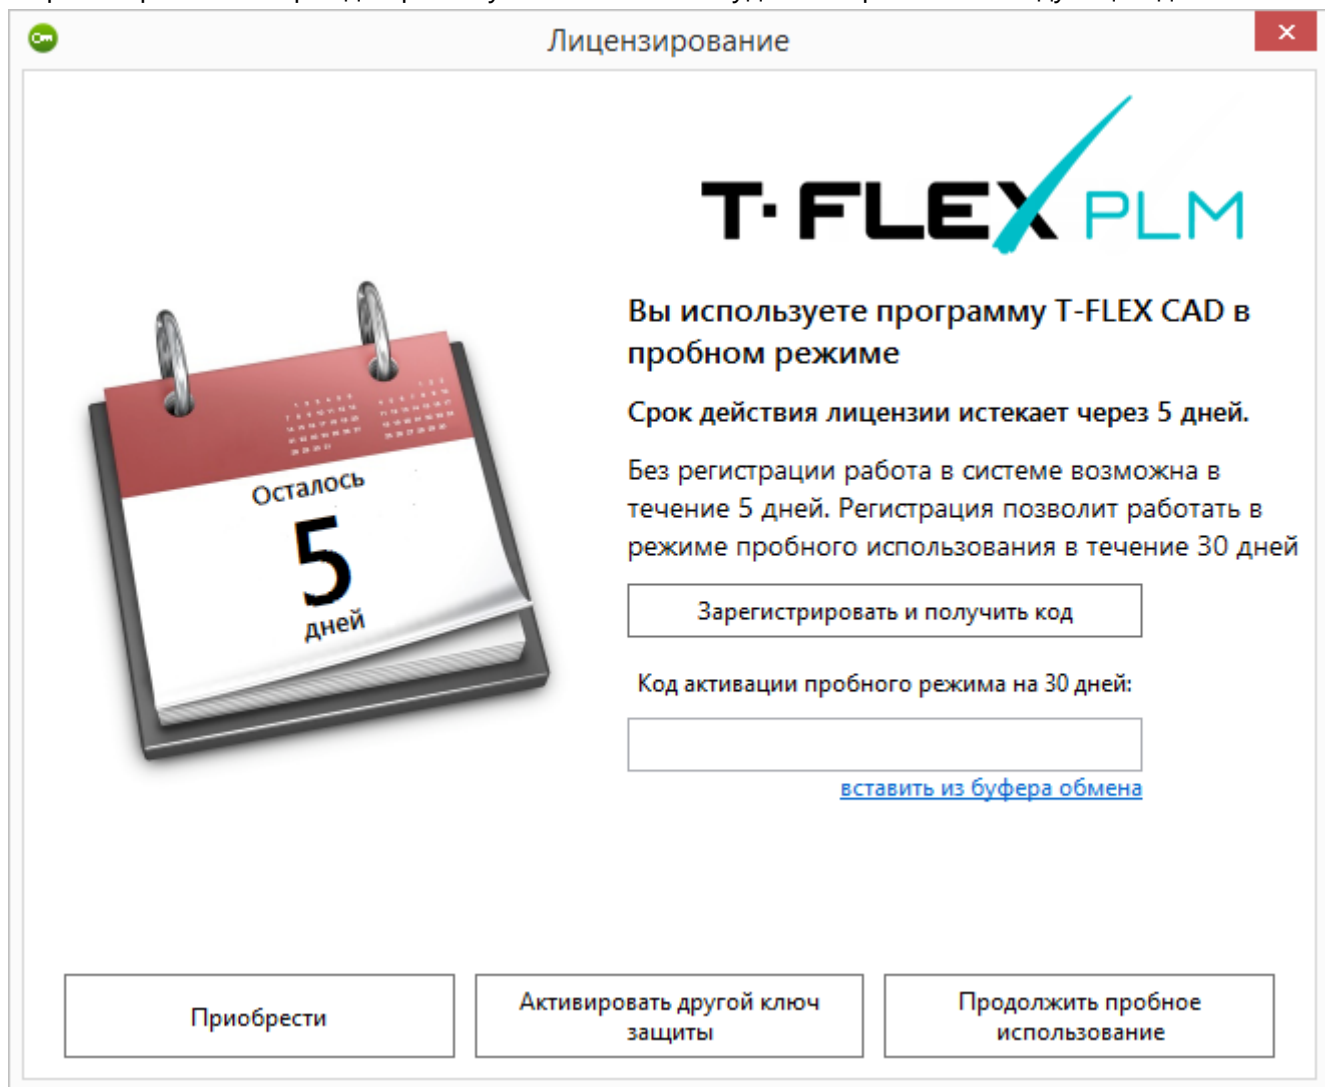 Лицензирование
T-FLEX PLM
Вы используете программу T-FLEX CAD в
пробном режиме
Срок действия лицензии истекает через 5 дней.
Без регистрации работа в системе возможна в
течение 5 дней. Регистрация позволит работать в
режиме пробного использования в течение 30 дней
Осталось
5
дней
Зарегистрировать и получить код
Код активации пробного режима на 30 дней:
вставить из буфера обмена
Приобрести
Активировать другой ключ
защиты
Продолжить пробное
использование